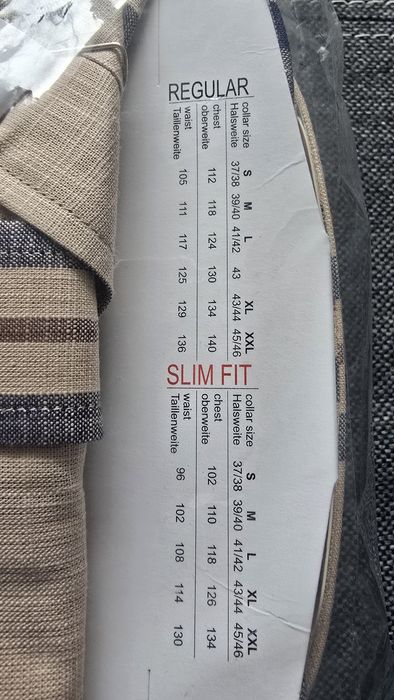 REGULAR
collar size S M L XL XXL
Halsweite 37/38 39/40 41/42 43 43/44 45/46
chest
oberweite 112 118 124 130 134 140
waist
Taillenweite 105 111 117 125 129 136
SLIM FIT
collar size S M L XL XXL
Halsweite 37/38 39/40 41/42 43/44 45/46
chest
oberweite 102 110 118 126 134
waist
Taillenweite 96 102 108 114 130